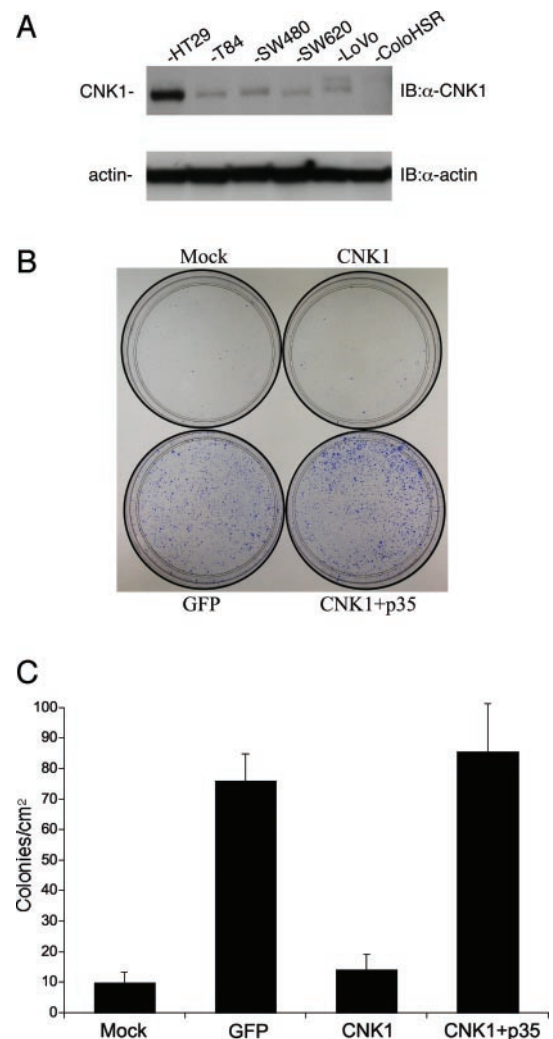 A
-HT29
-T84
-SW480
-SW620
-LoVo
-ColoHSR
CNK1-
IB:α-CNK1
actin-
IB:α-actin
B
Mock
CNK1
GFP
CNK1+p35
C
Colonies/cm²
100
90
80
70
60
50
40
30
20
10
0
Mock
GFP
CNK1
CNK1+p35